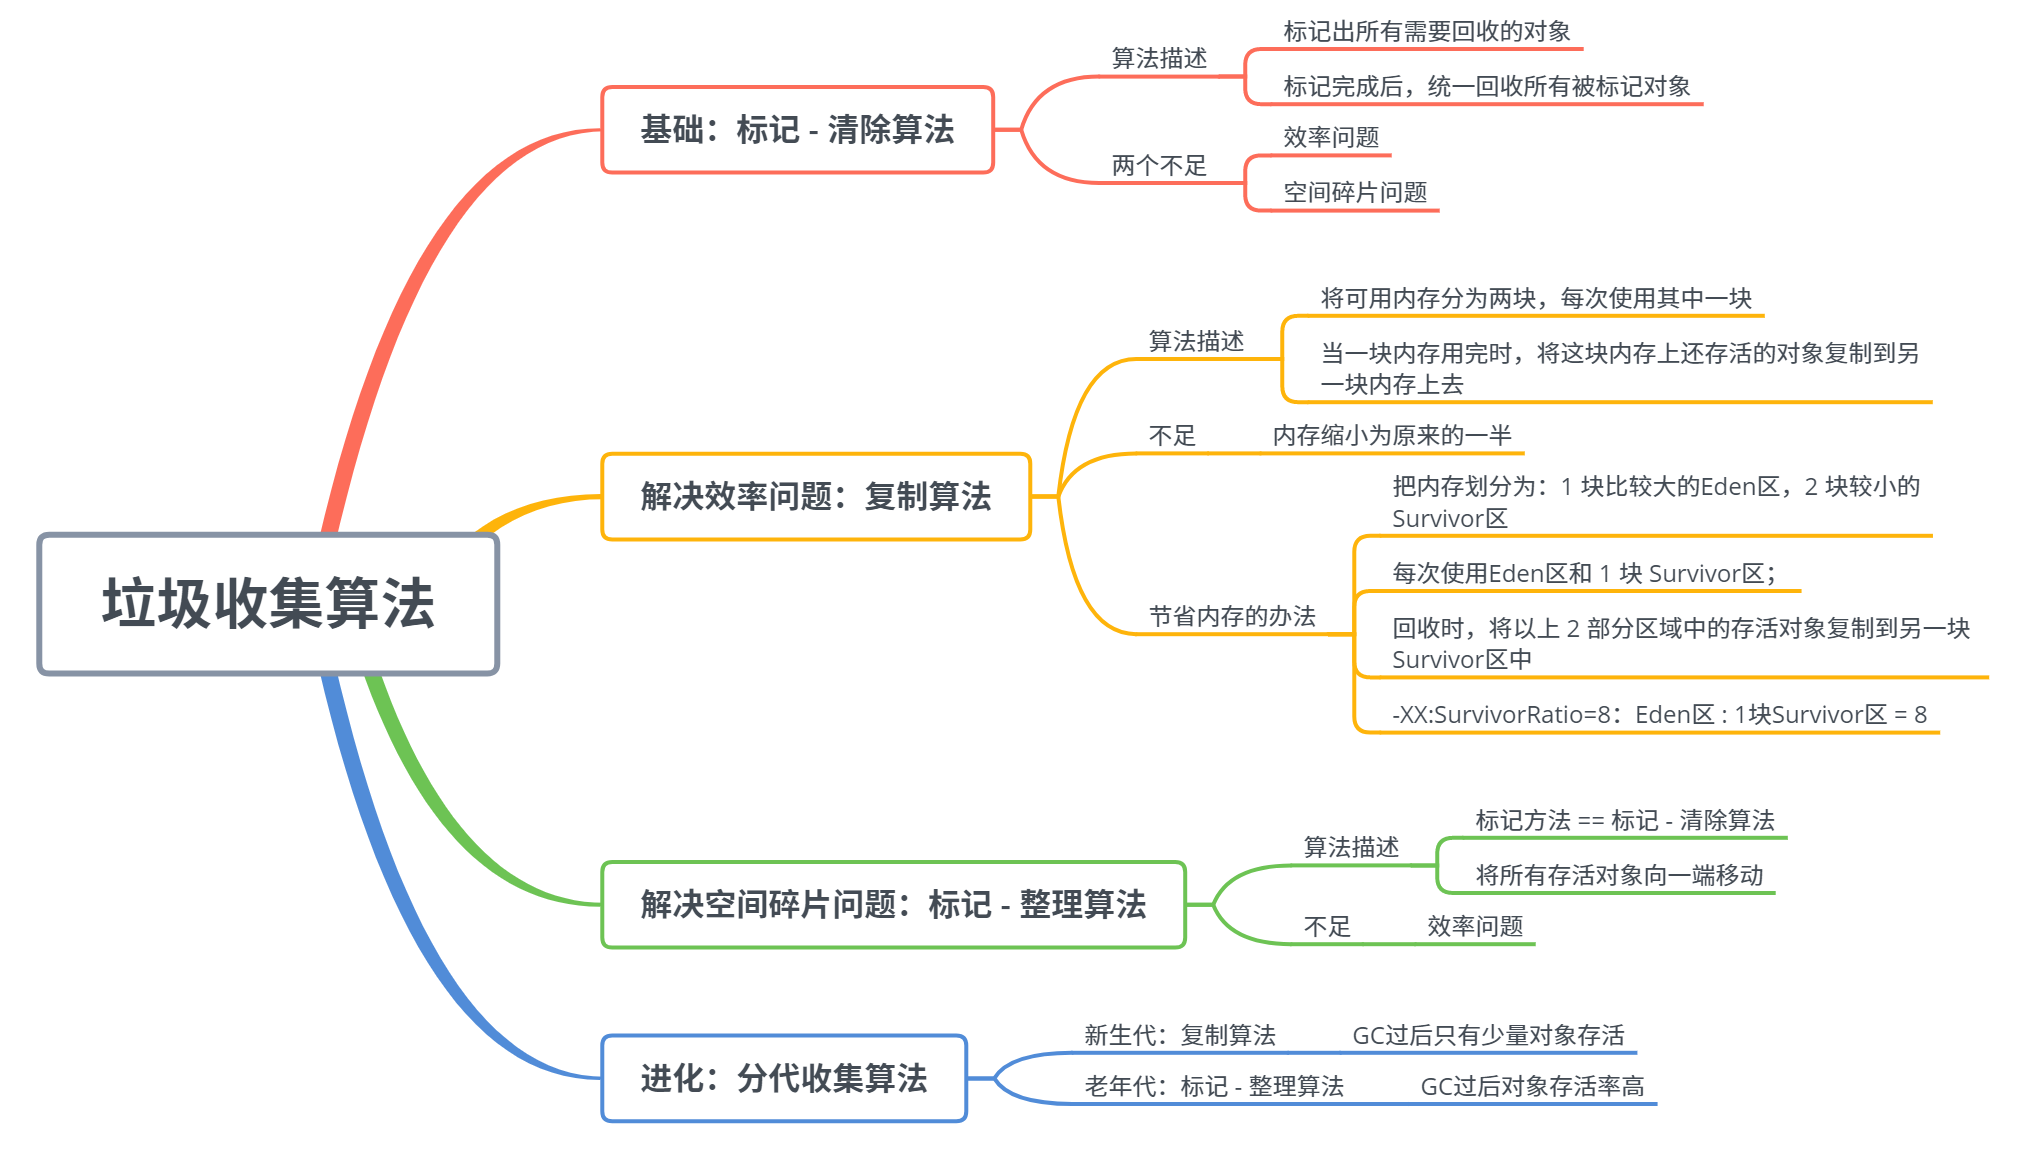 垃圾收集算法
基础：标记 - 清除算法
算法描述
标记出所有需要回收的对象
标记完成后，统一回收所有被标记对象
两个不足
效率问题
空间碎片问题
解决效率问题：复制算法
算法描述
将可用内存分为两块，每次使用其中一块
当一块内存用完时，将这块内存上还存活的对象复制到另
一块内存上去
不足
内存缩小为原来的一半
节省内存的办法
把内存划分为：1 块比较大的Eden区，2 块较小的
Survivor区
每次使用Eden区和 1 块 Survivor区；
回收时，将以上 2 部分区域中的存活对象复制到另一块
Survivor区中
-XX:SurvivorRatio=8：Eden区 : 1块Survivor区 = 8
解决空间碎片问题：标记 - 整理算法
算法描述
标记方法 == 标记 - 清除算法
将所有存活对象向一端移动
不足
效率问题
进化：分代收集算法
新生代：复制算法
GC过后只有少量对象存活
老年代：标记 - 整理算法
GC过后对象存活率高